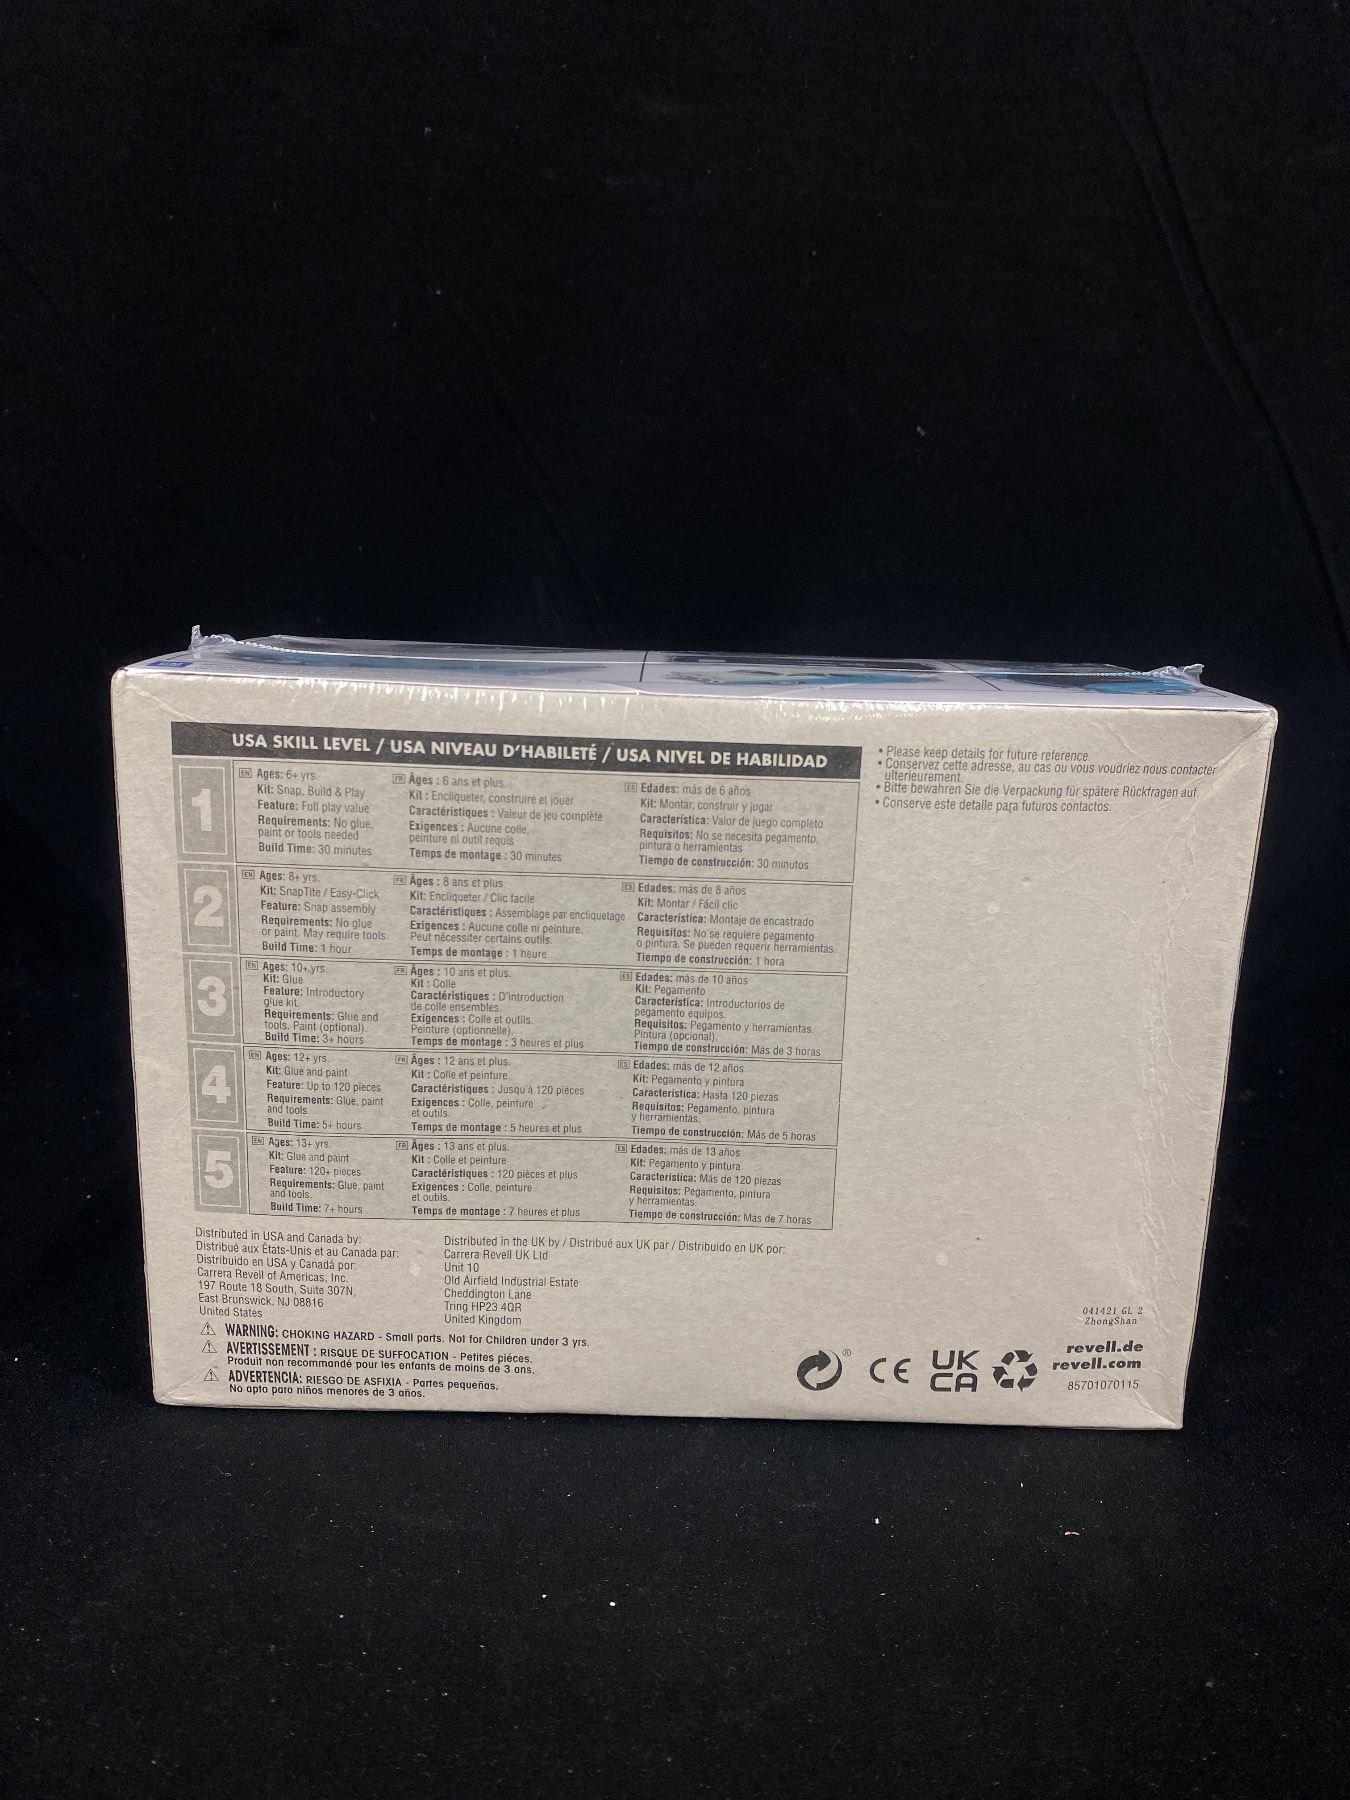 USA SKILL LEVEL / USA NIVEAU D'HABILETÉ / USA NIVEL DE HABILIDAD
1
EN Ages: 6+ yrs.
Kit: Snap, Build & Play
Feature: Full play value
Requirements: No glue,
paint or tools needed
Build Time: 30 minutes
FR Âges : 6 ans et plus.
Kit : Encliqueter, construire et jouer
Caractéristiques : Valeur de jeu complète
Exigences : Aucune colle,
peinture ni outil requis
Temps de montage : 30 minutes
ES Edades: más de 6 años
Kit: Montar, construir y jugar
Característica: Valor de juego completo
Requisitos: No se necesita pegamento,
pintura o herramientas
Tiempo de construcción: 30 minutos
2
EN Ages: 8+ yrs.
Kit: SnapTite / Easy-Click
Feature: Snap assembly
Requirements: No glue
or paint. May require tools.
Build Time: 1 hour
FR Âges : 8 ans et plus
Kit: Encliqueter / Clic facile
Caractéristiques : Assemblage par encliquetage
Exigences : Aucune colle ni peinture.
Peut nécessiter certains outils.
Temps de montage : 1 heure
ES Edades: más de 8 años
Kit: Montar / Fácil clic
Característica: Montaje de encastrado
Requisitos: No se requiere pegamento
o pintura. Se pueden requerir herramientas.
Tiempo de construcción: 1 hora
3
EN Ages: 10+ yrs.
Kit: Glue
Feature: Introductory
glue kit.
Requirements: Glue and
tools. Paint (optional).
Build Time: 3+ hours
FR Âges : 10 ans et plus.
Kit : Colle
Caractéristiques : D'introduction
de colle ensembles.
Exigences : Colle et outils.
Peinture (optionnelle).
Temps de montage : 3 heures et plus
ES Edades: más de 10 años
Kit: Pegamento
Característica: Introductorios de
pegamento equipos.
Requisitos: Pegamento y herramientas.
Pintura (opcional).
Tiempo de construcción: Más de 3 horas
4
EN Ages: 12+ yrs.
Kit: Glue and paint
Feature: Up to 120 pieces
Requirements: Glue, paint
and tools.
Build Time: 5+ hours
FR Âges : 12 ans et plus.
Kit : Colle et peinture.
Caractéristiques : Jusqu'à 120 pièces
Exigences : Colle, peinture
et outils.
Temps de montage : 5 heures et plus
ES Edades: más de 12 años
Kit: Pegamento y pintura
Característica: Hasta 120 piezas
Requisitos: Pegamento, pintura
y herramientas.
Tiempo de construcción: Más de 5 horas
5
EN Ages: 13+ yrs.
Kit: Glue and paint
Feature: 120+ pieces
Requirements: Glue, paint
and tools.
Build Time: 7+ hours
FR Âges : 13 ans et plus.
Kit : Colle et peinture
Caractéristiques : 120 pièces et plus
Exigences : Colle, peinture
et outils.
Temps de montage : 7 heures et plus
ES Edades: más de 13 años
Kit: Pegamento y pintura
Característica: Más de 120 piezas
Requisitos: Pegamento, pintura
y herramientas.
Tiempo de construcción: Más de 7 horas
• Please keep details for future reference.
• Conservez cette adresse, au cas où vous voudriez nous contacter
ulterieurement.
• Bitte bewahren Sie die Verpackung für spätere Rückfragen auf.
• Conserve este detalle para futuros contactos.
Distributed in USA and Canada by:
Distribué aux États-Unis et au Canada par:
Distribuido en USA y Canadá por:
Carrera Revell of Americas, Inc.
197 Route 18 South, Suite 307N,
East Brunswick, NJ 08816
United States
Distributed in the UK by / Distribué aux UK par / Distribuido en UK por:
Carrera Revell UK Ltd
Unit 10
Old Airfield Industrial Estate
Cheddington Lane
Tring HP23 4QR
United Kingdom
WARNING: CHOKING HAZARD - Small parts. Not for Children under 3 yrs.
AVERTISSEMENT : RISQUE DE SUFFOCATION - Petites piéces.
Produit non recommandé pour les enfants de moins de 3 ans.
ADVERTENCIA: RIESGO DE ASFIXIA - Partes pequeñas.
No apto para niños menores de 3 años.
041421 GL 2
ZhongShan
® CE UK
CA
revell.de
revell.com
85701070115